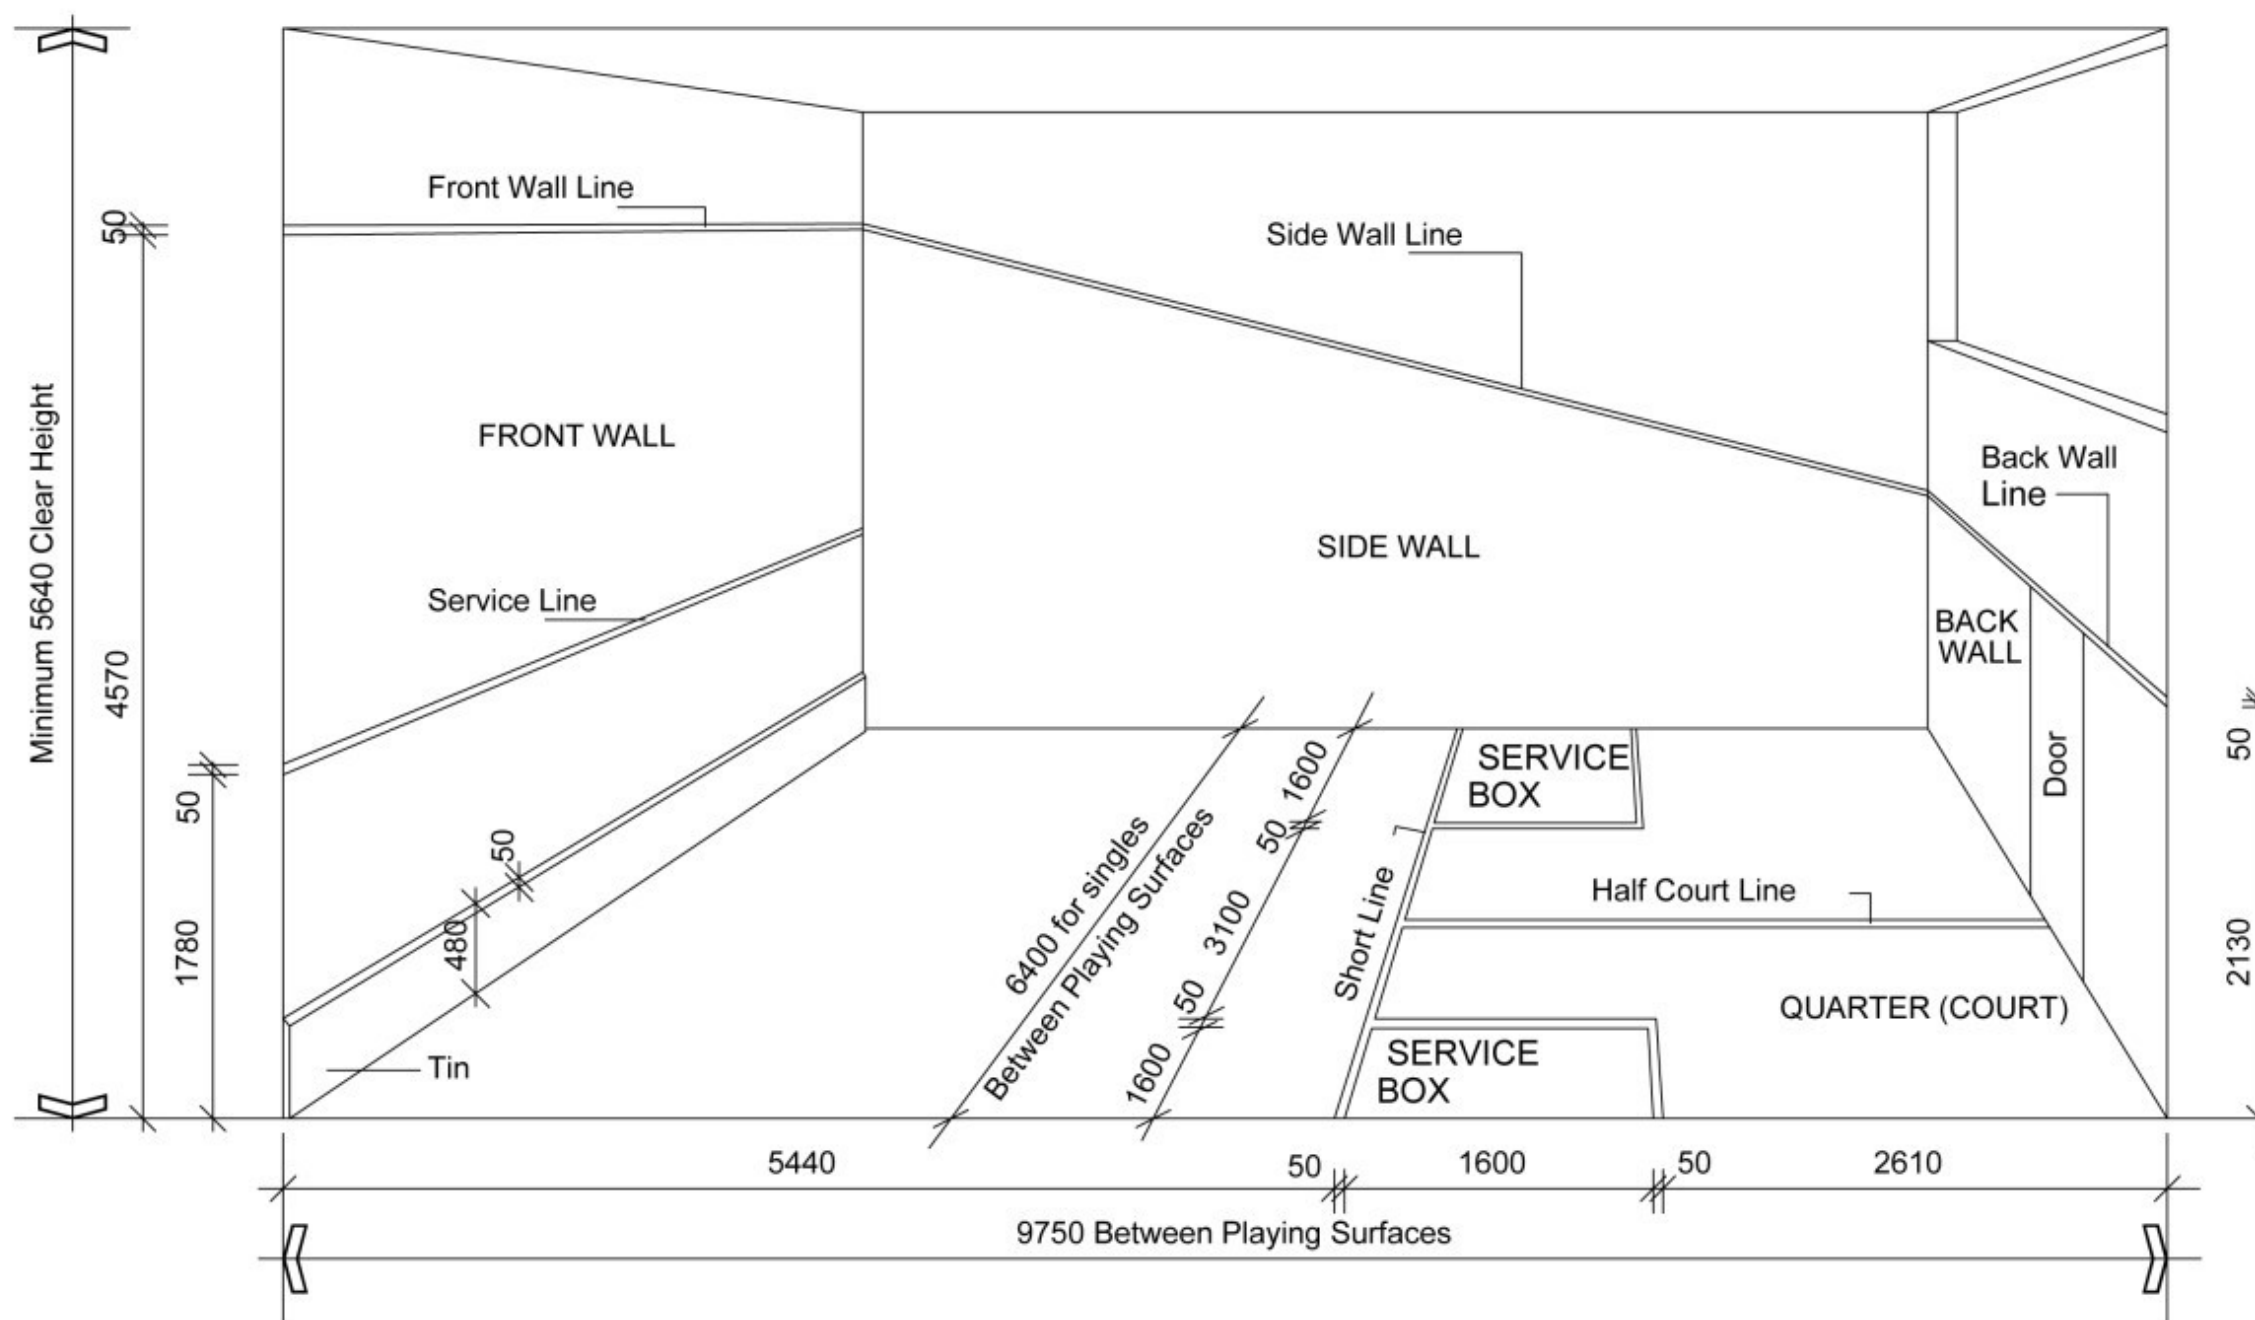 50
Front Wall Line
Side Wall Line
Minimum 5640 Clear Height
FRONT WALL
Back Wall
Line
SIDE WALL
Service Line
BACK
WALL
4570
50
1780
50
480
Tin
6400 for singles
Between Playing Surfaces
1600
50
3100
50
1600
Short Line
SERVICE
BOX
Half Court Line
QUARTER (COURT)
SERVICE
BOX
Door
50
2130
5440
50
1600
50
2610
9750 Between Playing Surfaces